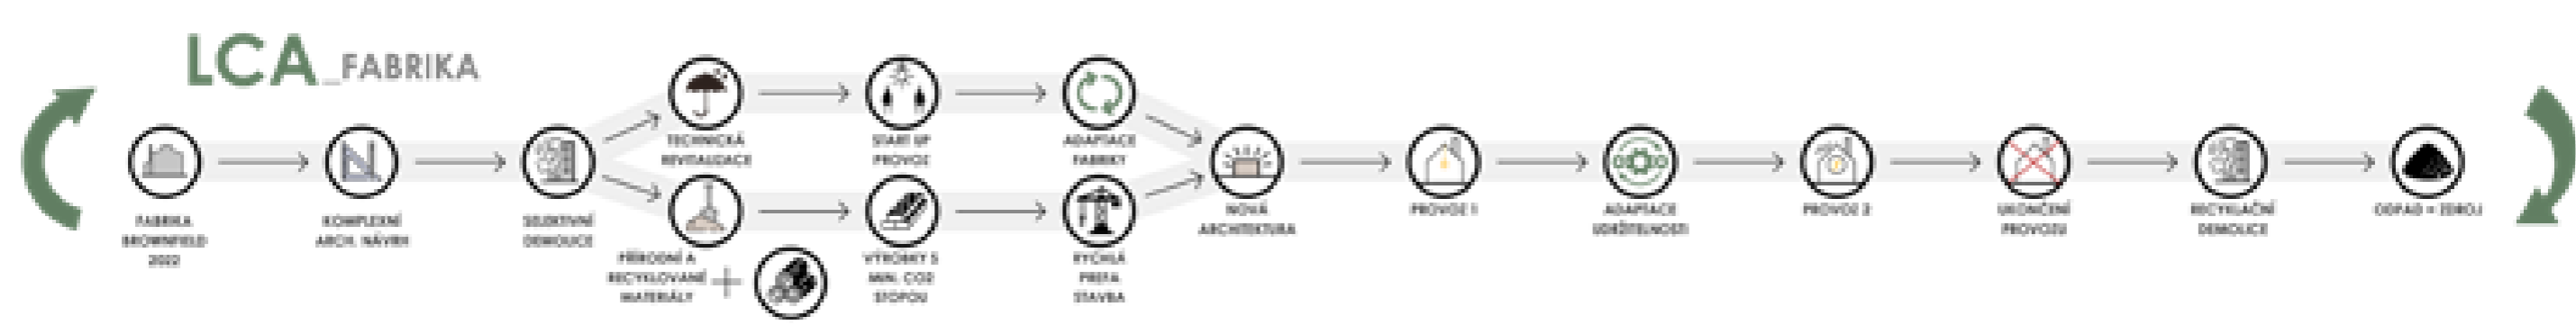 LCA_FABRIKA
FABRIKA
BROWNFIELD
2022
KOMPLEXNÍ
ARCH. NÁVRH
SELEKTIVNÍ
DEMOLICE
TECHNICKÁ
REVITALIZACE
START UP
PROVOZ
ADAPTACE
FABRIKY
PŘÍRODNÍ A
RECYKLOVANÉ
MATERIÁLY
+
VÝROBKY S
MIN. CO2
STOPOU
RYCHLÁ
PREFA
STAVBA
NOVÁ
ARCHITEKTURA
PROVOZ 1
ADAPTACE
UDRŽITELNOSTI
PROVOZ 2
UKONČENÍ
PROVOZU
RECYKLAČNÍ
DEMOLICE
ODPAD = ZDROJ